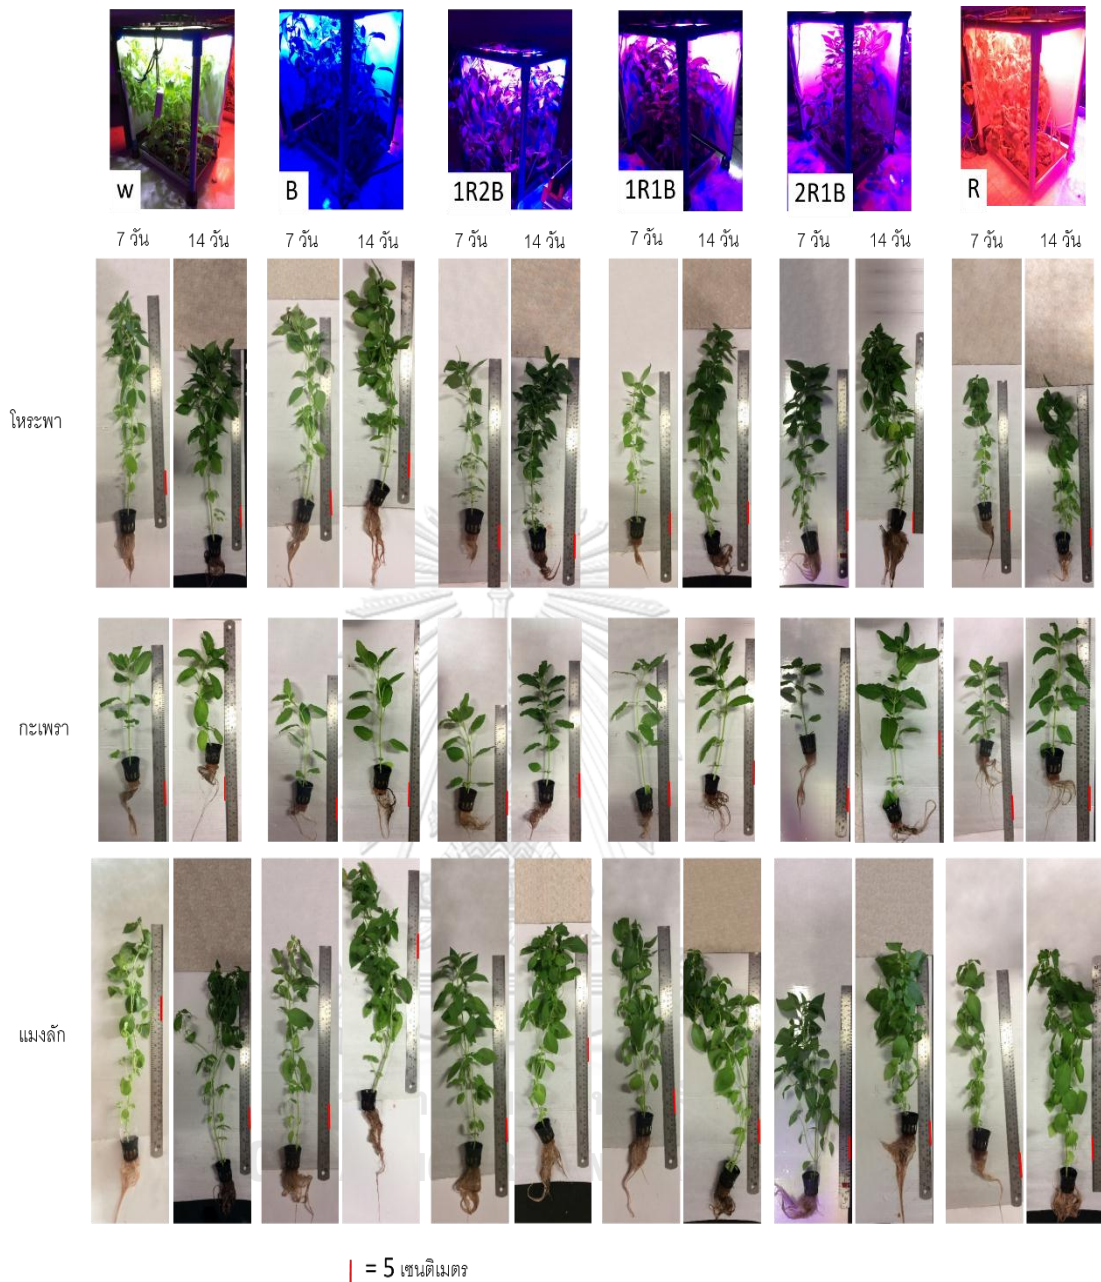 W B 1R2B 1R1B 2R1B R
7 วัน 14 วัน 7 วัน 14 วัน 7 วัน 14 วัน 7 วัน 14 วัน 7 วัน 14 วัน 7 วัน 14 วัน
โหระพา
กะเพรา
แมงลัก
= 5 เซนติเมตร